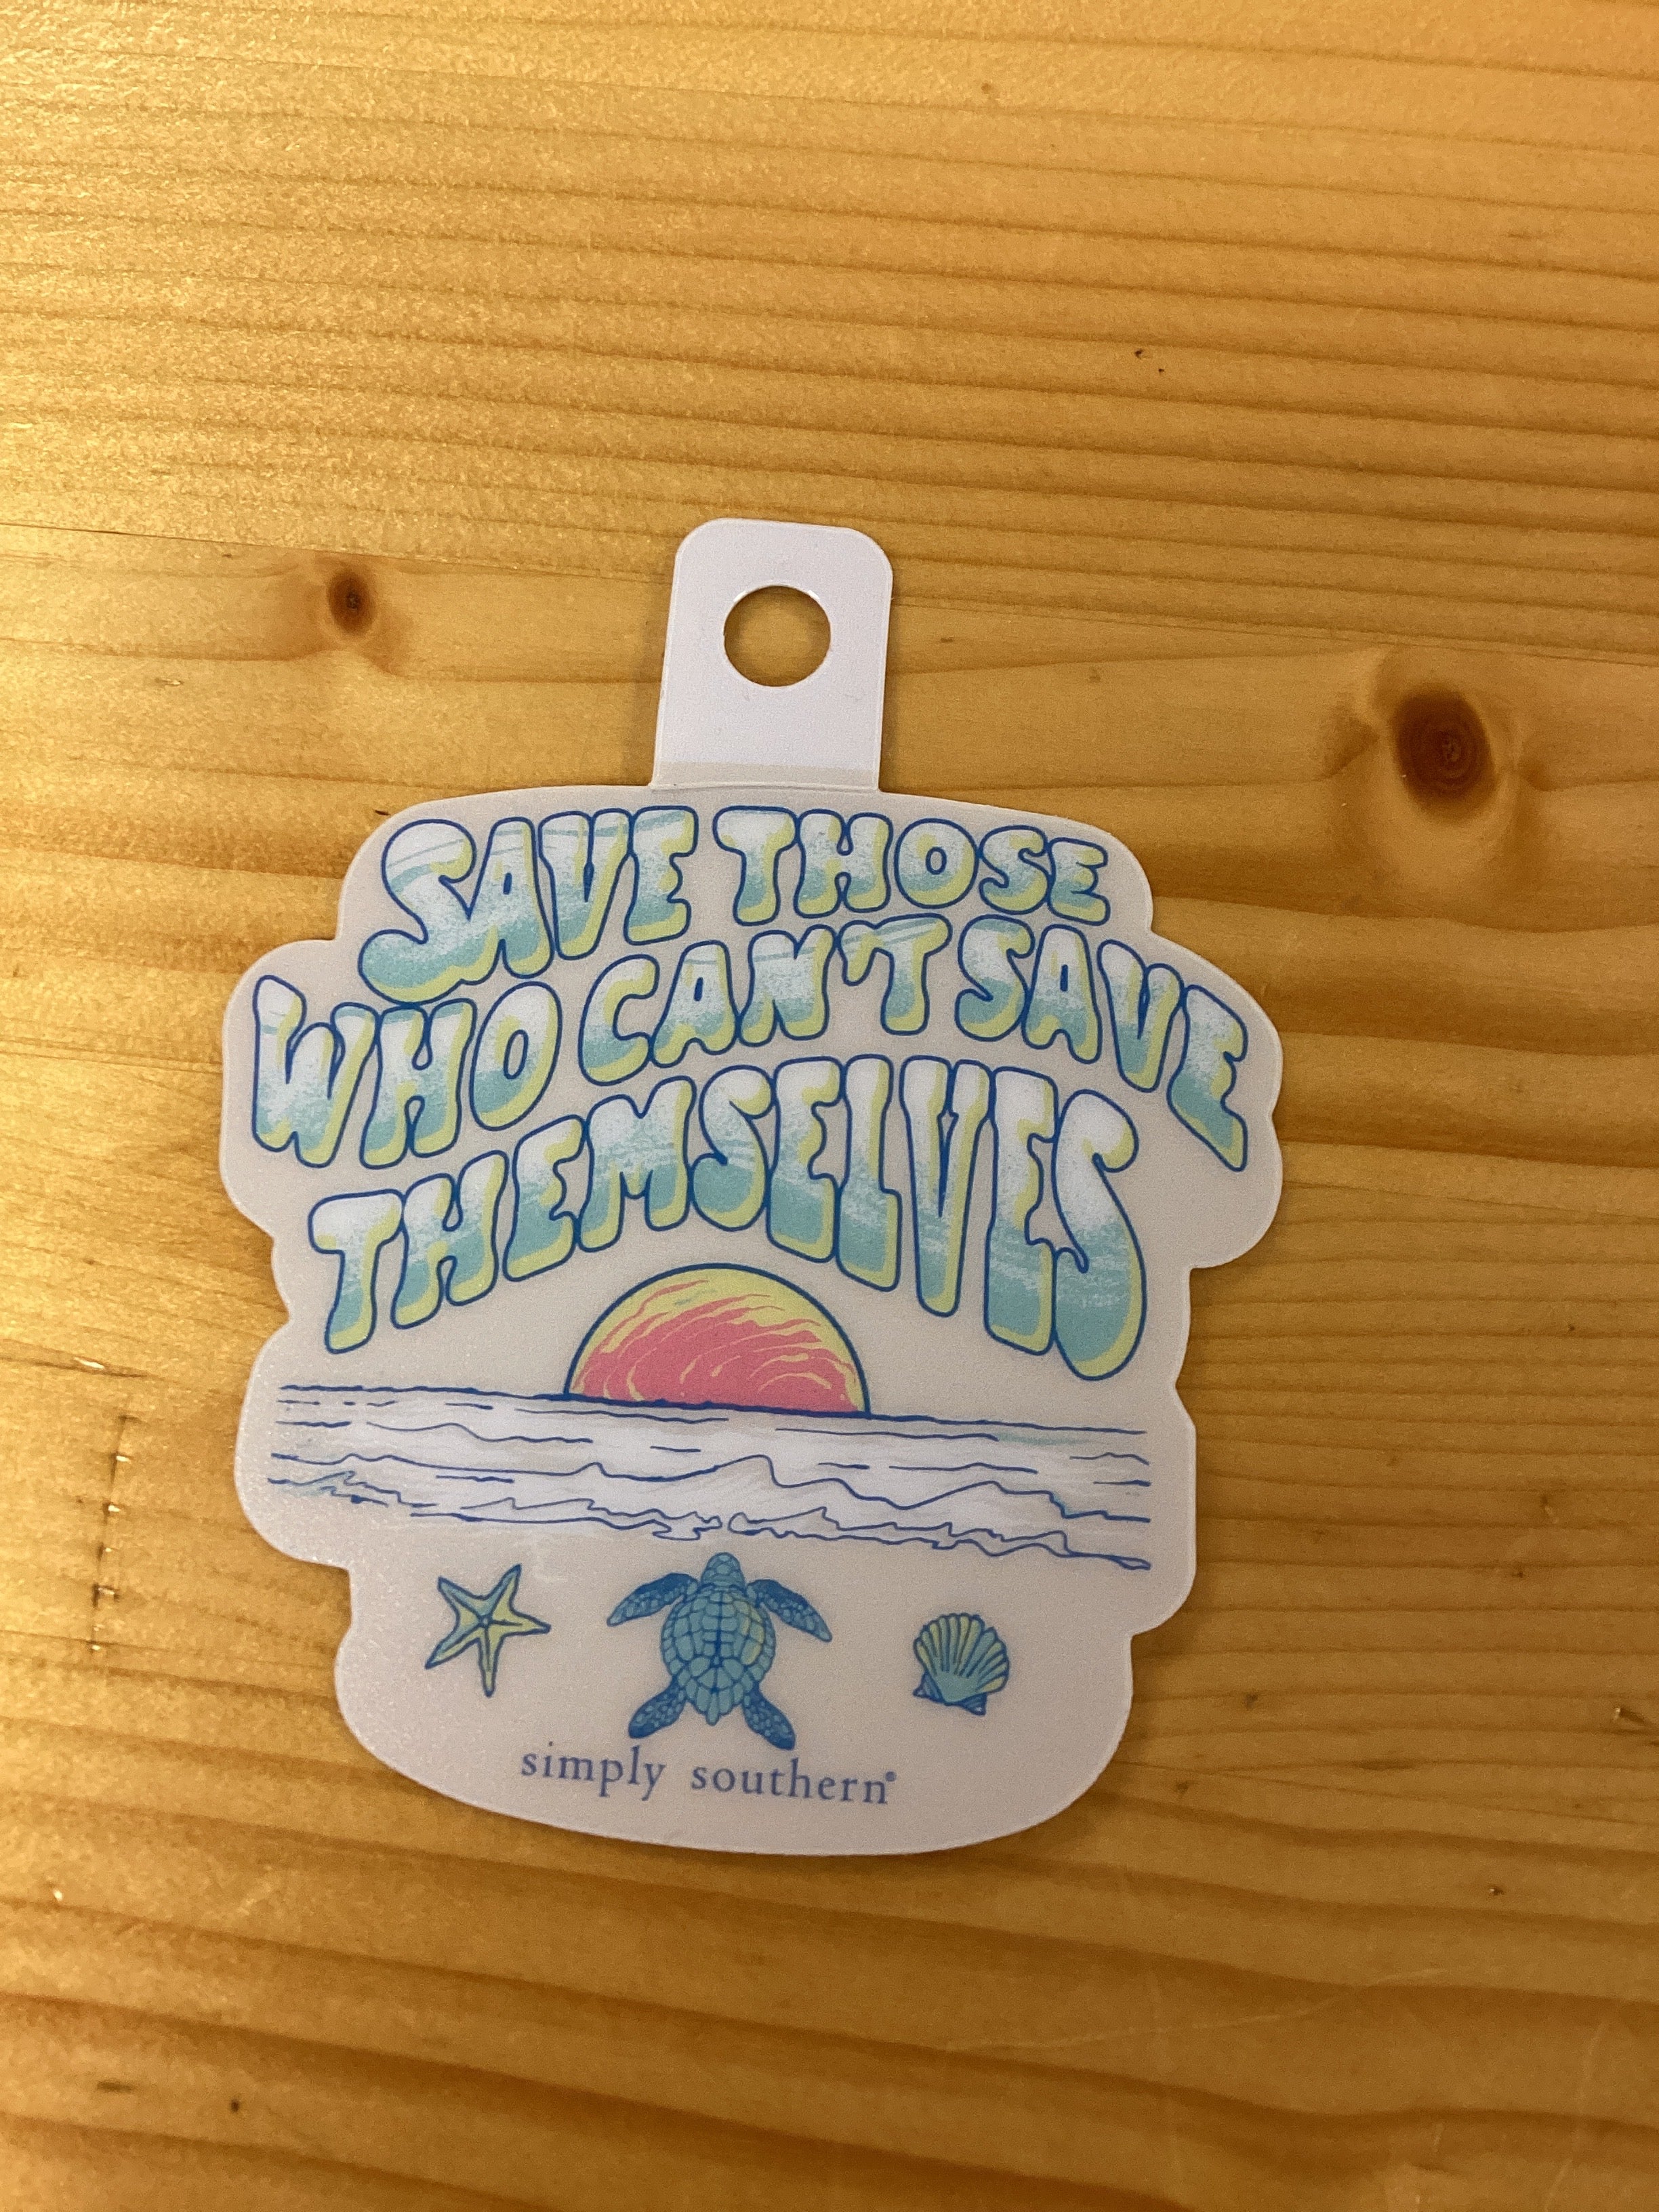 SAVE THOSE
WHO CAN'T SAVE
THEMSELVES
simply southern®